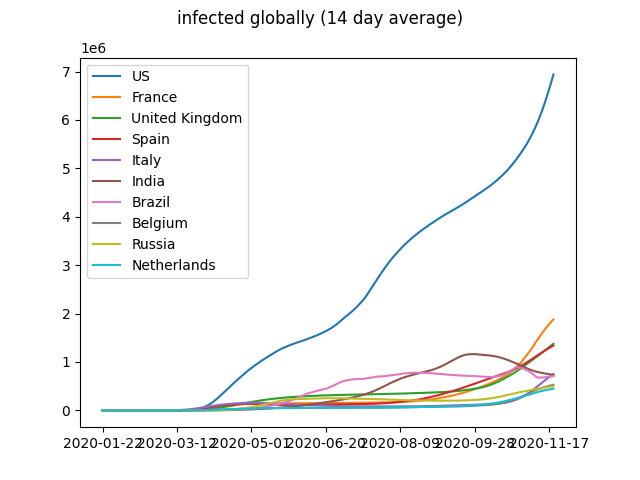 infected globally (14 day average)
1e6
7
6
5
4
3
2
1
0
US
France
United Kingdom
Spain
Italy
India
Brazil
Belgium
Russia
Netherlands
2020-01-22 2020-03-12 2020-05-01 2020-06-20 2020-08-09 2020-09-28 2020-11-17